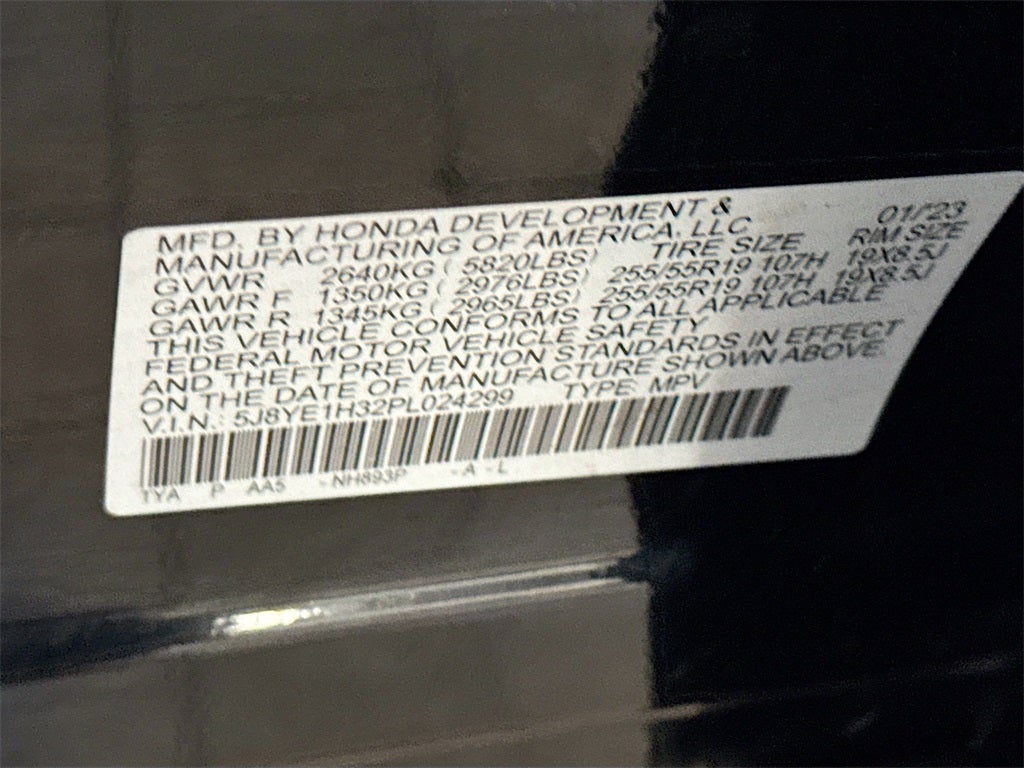 MFD. BY HONDA DEVELOPMENT &
MANUFACTURING OF AMERICA, LLC 01/'23
GVWR 2640KG ( 5820LBS) TIRE SIZE RIM SIZE
GAWR F 1350KG ( 2976LBS) 255/55R19 107H 19X8.5J
GAWR R 1345KG ( 2965LBS) 255/55R19 107H 19X8.5J
THIS VEHICLE CONFORMS TO ALL APPLICABLE
FEDERAL MOTOR VEHICLE SAFETY
AND THEFT PREVENTION STANDARDS IN EFFECT
ON THE DATE OF MANUFACTURE SHOWN ABOVE.
V.I.N.: 5J8YE1H32PL024299 TYPE: MPV
TYA P AA5 -NH893P -A -L